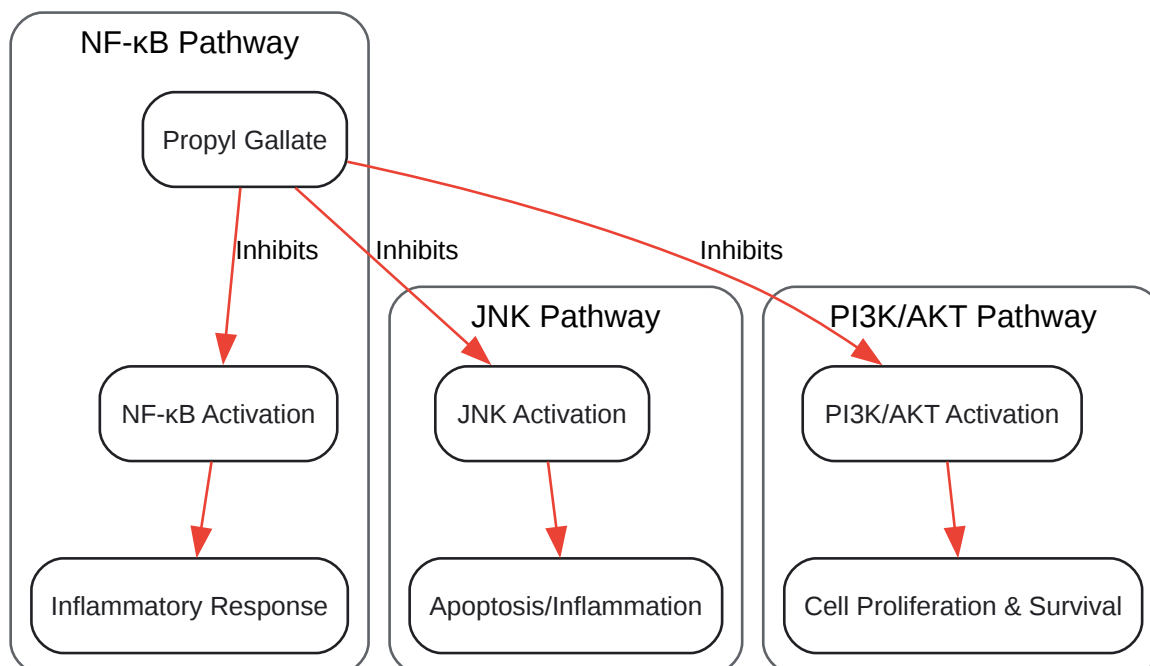 NF-κB Pathway
Propyl Gallate
Inhibits
Inhibits
Inhibits
JNK Pathway
PI3K/AKT Pathway
NF-κB Activation
JNK Activation
PI3K/AKT Activation
Inflammatory Response
Apoptosis/Inflammation
Cell Proliferation & Survival